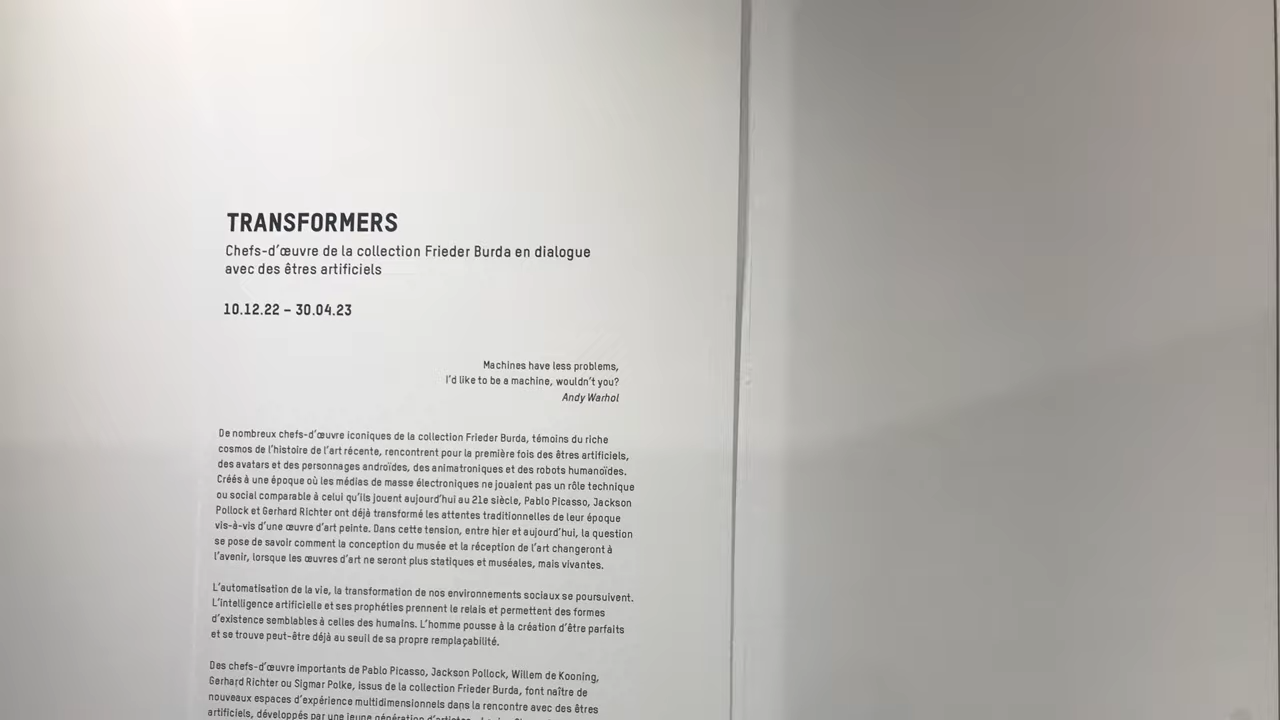 TRANSFORMERS
Chefs-d'œuvre de la collection Frieder Burda en dialogue
avec des êtres artificiels
10.12.22 – 30.04.23
Machines have less problems,
I'd like to be a machine, wouldn't you?
Andy Warhol
De nombreux chefs-d'œuvre iconiques de la collection Frieder Burda, témoins du riche
cosmos de l'histoire de l'art récente, rencontrent pour la première fois des êtres artificiels,
des avatars et des personnages androïdes, des animatroniques et des robots humanoïdes.
Créés à une époque où les médias de masse électroniques ne jouaient pas un rôle technique
ou social comparable à celui qu'ils jouent aujourd'hui au 21e siècle, Pablo Picasso, Jackson
Pollock et Gerhard Richter ont déjà transformé les attentes traditionnelles de leur époque
vis-à-vis d'une œuvre d'art peinte. Dans cette tension, entre hier et aujourd'hui, la question
se pose de savoir comment la conception du musée et la réception de l'art changeront à
l'avenir, lorsque les œuvres d'art ne seront plus statiques et muséales, mais vivantes.
L'automatisation de la vie, la transformation de nos environnements sociaux se poursuivent.
L'intelligence artificielle et ses prophéties prennent le relais et permettent des formes
d'existence semblables à celles des humains. L'homme pousse à la création d'être parfaits
et se trouve peut-être déjà au seuil de sa propre remplaçabilité.
Des chefs-d'œuvre importants de Pablo Picasso, Jackson Pollock, Willem de Kooning,
Gerhard Richter ou Sigmar Polke, issus de la collection Frieder Burda, font naître de
nouveaux espaces d'expérience multidimensionnels dans la rencontre avec des êtres
artificiels, développés par une jeune génération d'artistes